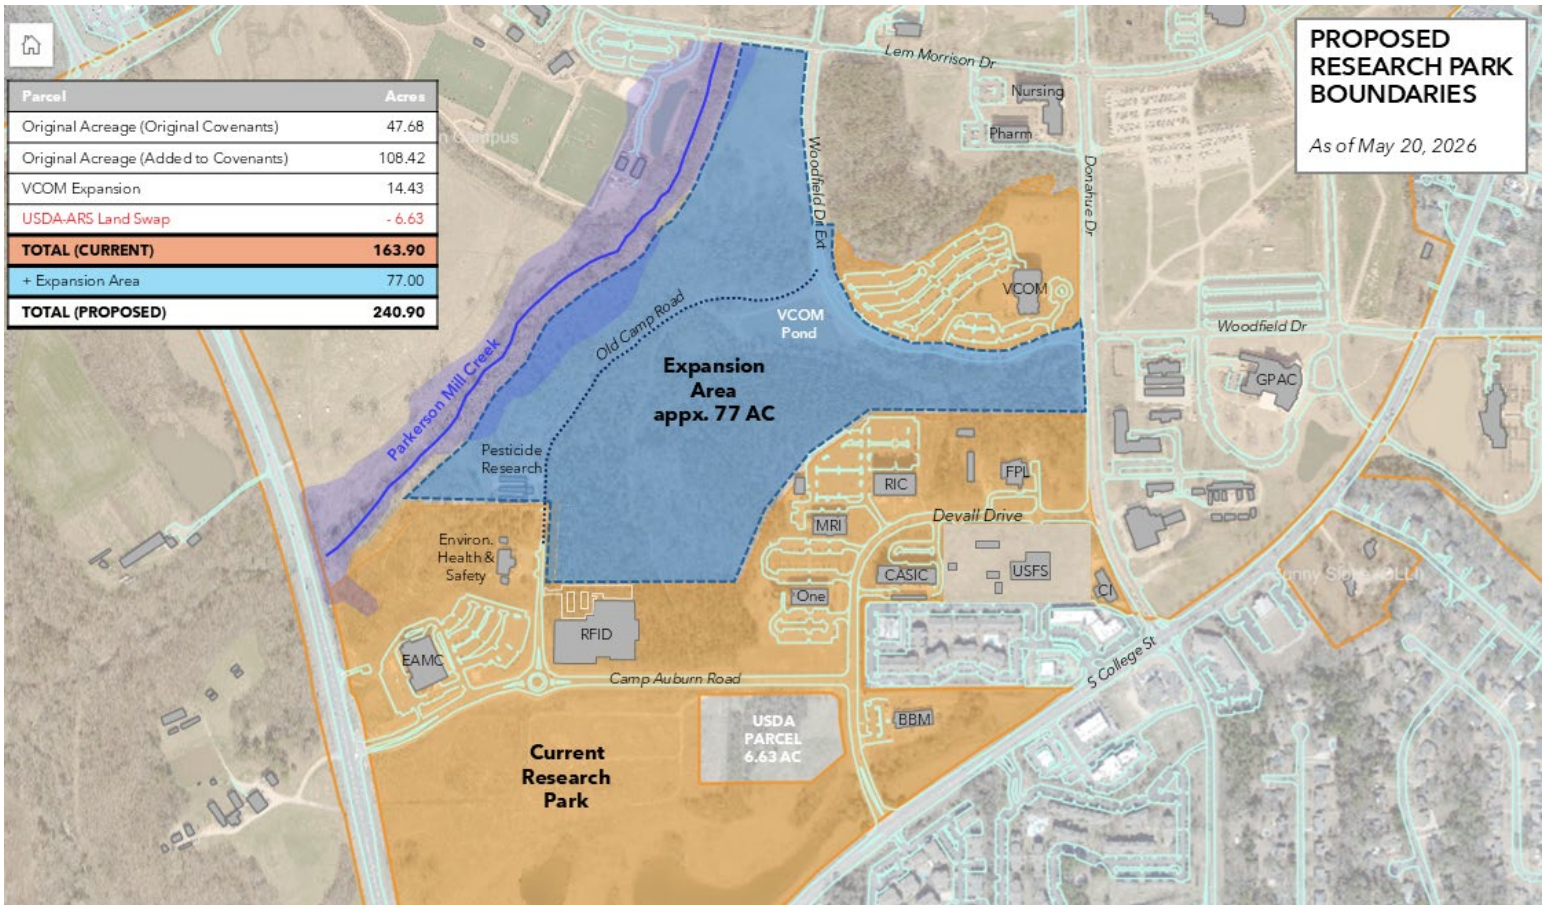 PROPOSED
RESEARCH PARK
BOUNDARIES
As of May 20, 2026
Parcel Acres
Original Acreage (Original Covenants) 47.68
Original Acreage (Added to Covenants) 108.42
VCOM Expansion 14.43
USDA-ARS Land Swap - 6.63
TOTAL (CURRENT) 163.90
+ Expansion Area 77.00
TOTAL (PROPOSED) 240.90
Campus
Lem Morrison Dr
Nursing
Pharm
Woodfield Dr Ext
Donahue Dr
VCOM
Old Camp Road
VCOM
Pond
Woodfield Dr
Parkerson Mill Creek
Expansion
Area
appx. 77 AC
GPAC
Pesticide
Research
RIC
FPL
MRI
Devall Drive
Environ.
Health &
Safety
CASIC
USFS
One
CI
RFID
EAMC
Camp Auburn Road
S College St
USDA
PARCEL
6.63 AC
BBM
Current
Research
Park